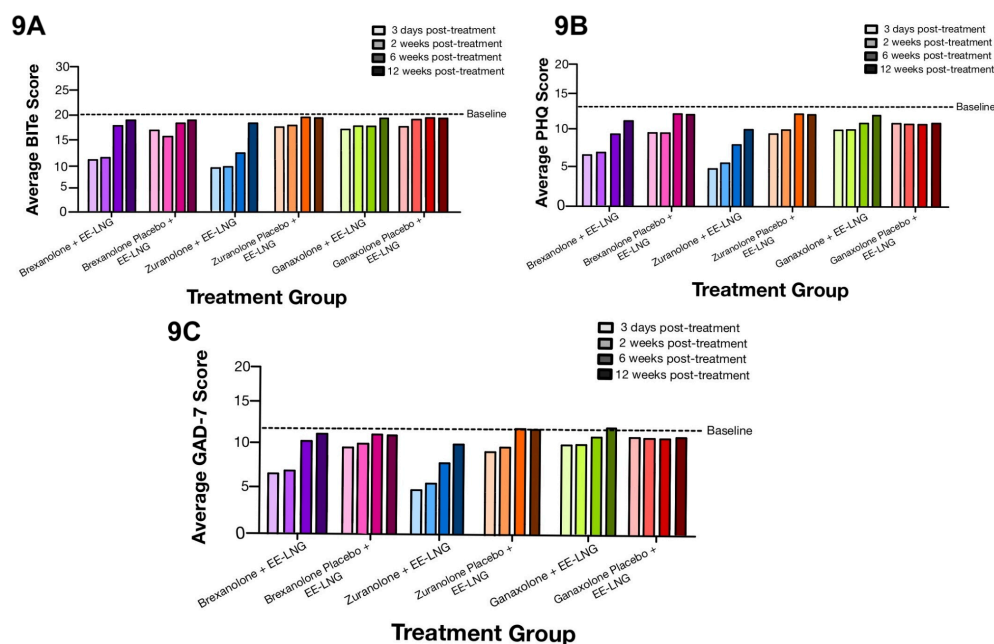 9A
3 days post-treatment
2 weeks post-treatment
6 weeks post-treatment
12 weeks post-treatment
Average BITe Score
30
25
20
15
10
5
0
Baseline
Brexanolone + EE-LNG
Brexanolone Placebo +
EE-LNG
Zuranolone + EE-LNG
Zuranolone Placebo +
EE-LNG
Ganaxolone + EE-LNG
Ganaxolone Placebo +
EE-LNG
Treatment Group
9B
3 days post-treatment
2 weeks post-treatment
6 weeks post-treatment
12 weeks post-treatment
Average PHQ Score
20
15
10
5
0
Baseline
Brexanolone + EE-LNG
Brexanolone Placebo +
EE-LNG
Zuranolone + EE-LNG
Zuranolone Placebo +
EE-LNG
Ganaxolone + EE-LNG
Ganaxolone Placebo +
EE-LNG
Treatment Group
9C
3 days post-treatment
2 weeks post-treatment
6 weeks post-treatment
12 weeks post-treatment
Average GAD-7 Score
20
15
10
5
0
Baseline
Brexanolone + EE-LNG
Brexanolone Placebo +
EE-LNG
Zuranolone + EE-LNG
Zuranolone Placebo +
EE-LNG
Ganaxolone + EE-LNG
Ganaxolone Placebo +
EE-LNG
Treatment Group